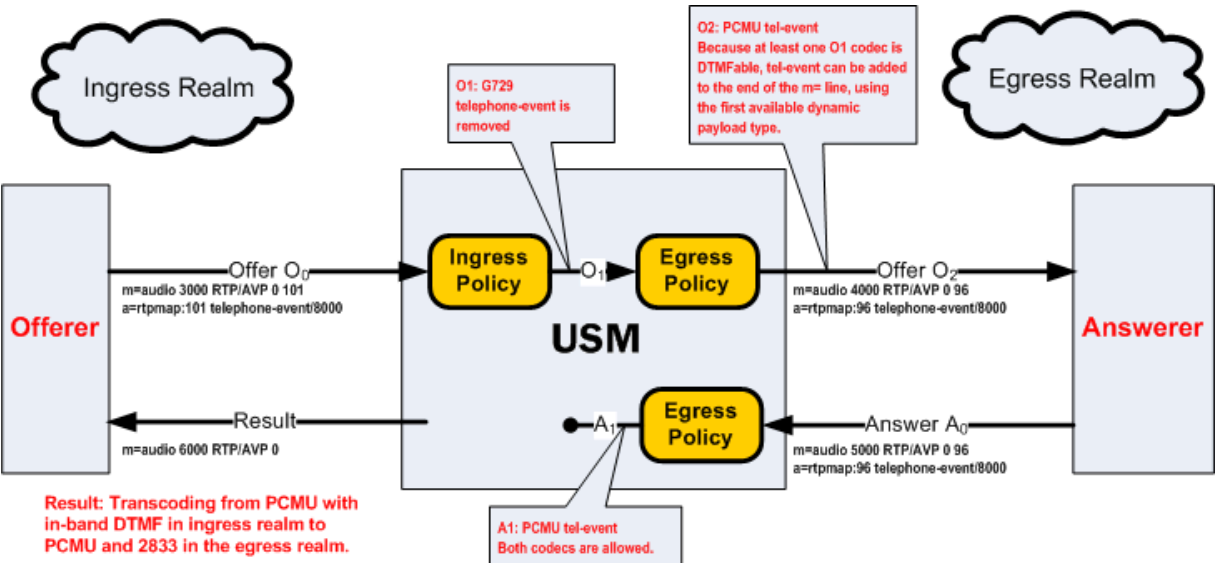 Ingress Realm
O1: G729
telephone-event is
removed
O2: PCMU tel-event
Because at least one O1 codec is
DTMFable, tel-event can be added
to the end of the m= line, using
the first available dynamic
payload type.
Egress Realm
Offerer
Offer O₀
m=audio 3000 RTP/AVP 0 101
a=rtpmap:101 telephone-event/8000
Ingress
Policy
O₁
Egress
Policy
Offer O₂
m=audio 4000 RTP/AVP 0 96
a=rtpmap:96 telephone-event/8000
USM
Answerer
Result
m=audio 6000 RTP/AVP 0
A₁
Egress
Policy
Answer A₀
m=audio 5000 RTP/AVP 0 96
a=rtpmap:96 telephone-event/8000
Result: Transcoding from PCMU with
in-band DTMF in ingress realm to
PCMU and 2833 in the egress realm.
A1: PCMU tel-event
Both codecs are allowed.